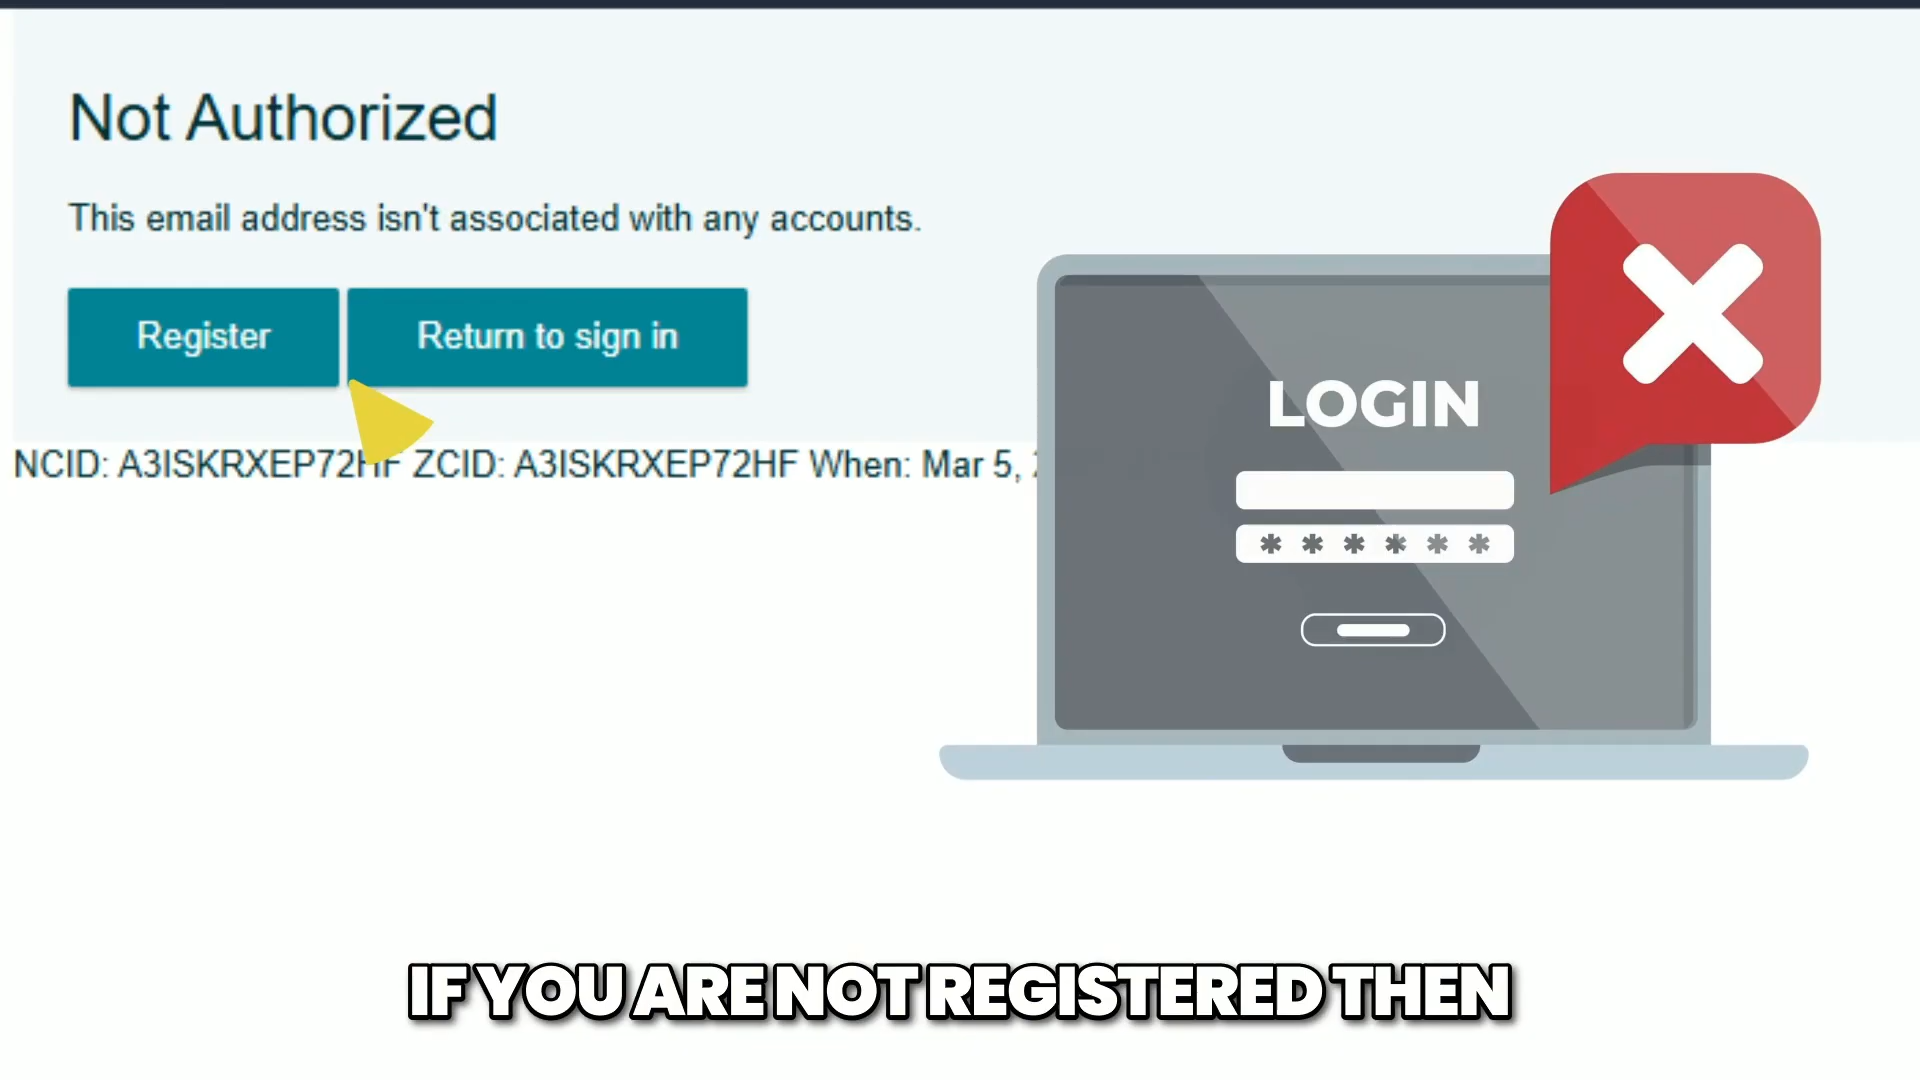 Not Authorized
This email address isn't associated with any accounts.
Register
Return to sign in
NCID: A3ISKRXEP72HF ZCID: A3ISKRXEP72HF When: Mar 5,
LOGIN
******
IF YOU ARE NOT REGISTERED THEN